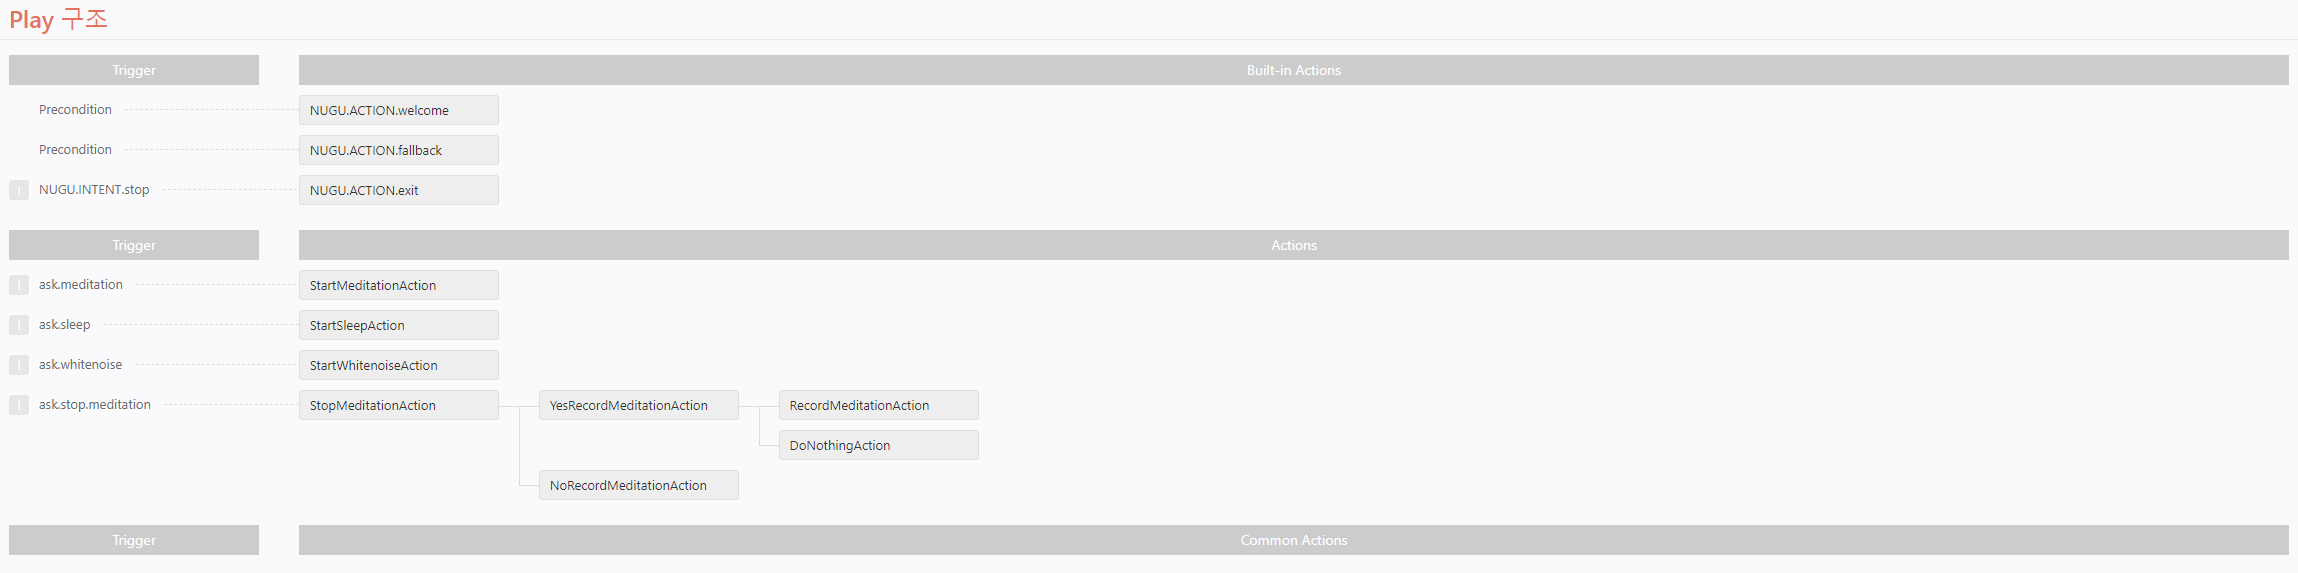 Play 구조
Trigger
Built-in Actions
Precondition
NUGU.ACTION.welcome
Precondition
NUGU.ACTION.fallback
I
NUGU.INTENT.stop
NUGU.ACTION.exit
Trigger
Actions
I
ask.meditation
StartMeditationAction
I
ask.sleep
StartSleepAction
I
ask.whitenoise
StartWhitenoiseAction
I
ask.stop.meditation
StopMeditationAction
YesRecordMeditationAction
RecordMeditationAction
DoNothingAction
NoRecordMeditationAction
Trigger
Common Actions